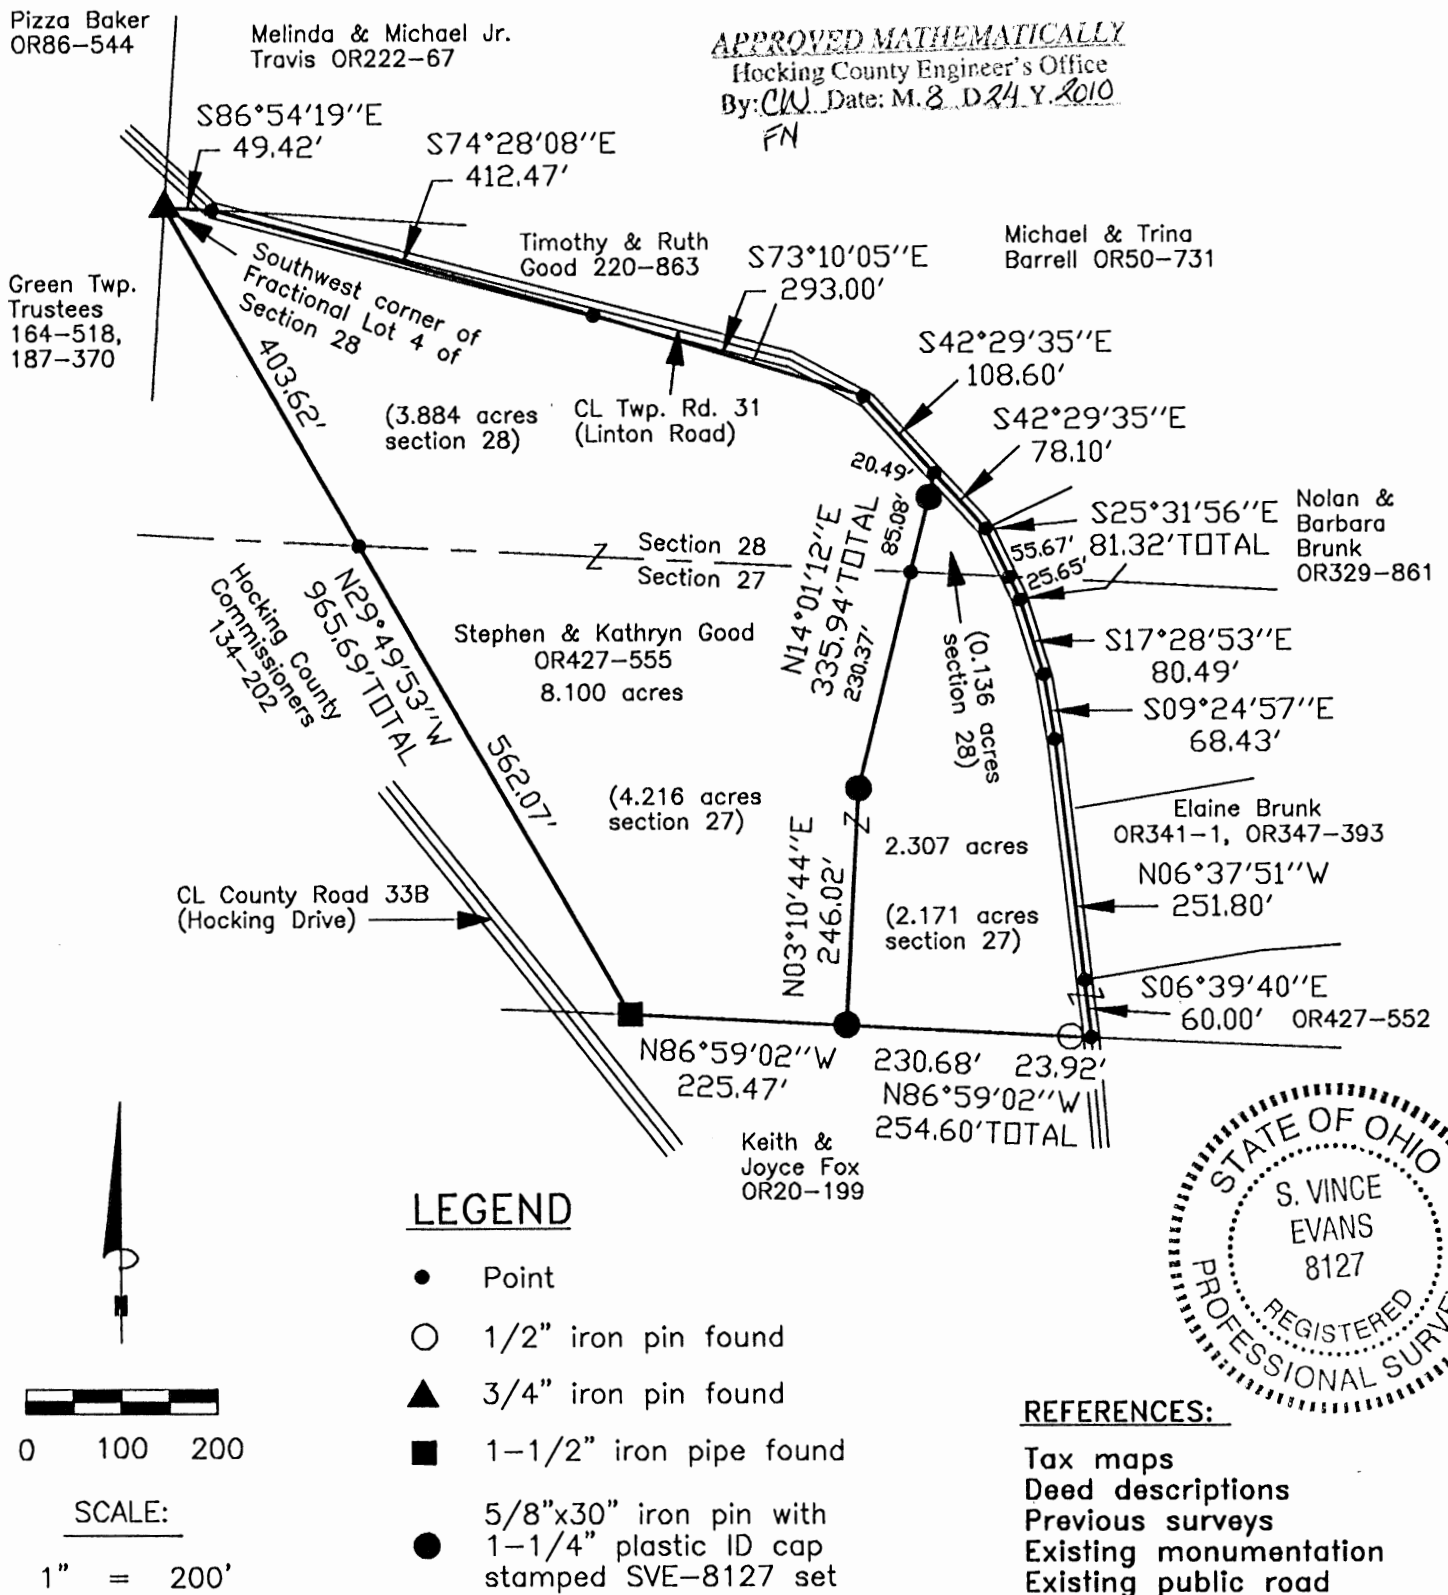 Pizza Baker
OR86-544
Melinda & Michael Jr.
Travis OR222-67
APPROVED MATHEMATICALLY
Hocking County Engineer's Office
By: CW Date: M. 8 D 24 Y. 2010
FN
S86°54'19''E
49.42'
S74°28'08''E
412.47'
Timothy & Ruth
Good 220-863
S73°10'05''E
293.00'
Michael & Trina
Barrell OR50-731
Green Twp.
Trustees
164-518,
187-370
Southwest corner of
Fractional Lot 4 of
Section 28
403.62'
(3.884 acres
section 28)
CL Twp. Rd. 31
(Linton Road)
S42°29'35''E
108.60'
S42°29'35''E
78.10'
20.49'
85.08'
N14°01'12''E
335.94'TOTAL
230.37'
S25°31'56''E
81.32'TOTAL
55.67'
25.65'
Nolan &
Barbara
Brunk
OR329-861
Section 28
Section 27
Hocking County
Commissioners
134-202
N29°49'53''W
965.69'TOTAL
562.07'
Stephen & Kathryn Good
OR427-555
8.100 acres
(0.136 acres
section 28)
S17°28'53''E
80.49'
S09°24'57''E
68.43'
(4.216 acres
section 27)
N03°10'44''E
246.02'
2.307 acres
(2.171 acres
section 27)
Elaine Brunk
OR341-1, OR347-393
N06°37'51''W
251.80'
CL County Road 33B
(Hocking Drive)
S06°39'40''E
60.00' OR427-552
N86°59'02''W
225.47'
230.68' 23.92'
N86°59'02''W
254.60'TOTAL
Keith &
Joyce Fox
OR20-199
STATE OF OHIO
S. VINCE
EVANS
8127
REGISTERED
PROFESSIONAL SURVE
LEGEND
Point
1/2" iron pin found
3/4" iron pin found
1-1/2" iron pipe found
5/8"x30" iron pin with
1-1/4" plastic ID cap
stamped SVE-8127 set
0 100 200
SCALE:
1" = 200'
REFERENCES:
Tax maps
Deed descriptions
Previous surveys
Existing monumentation
Existing public road